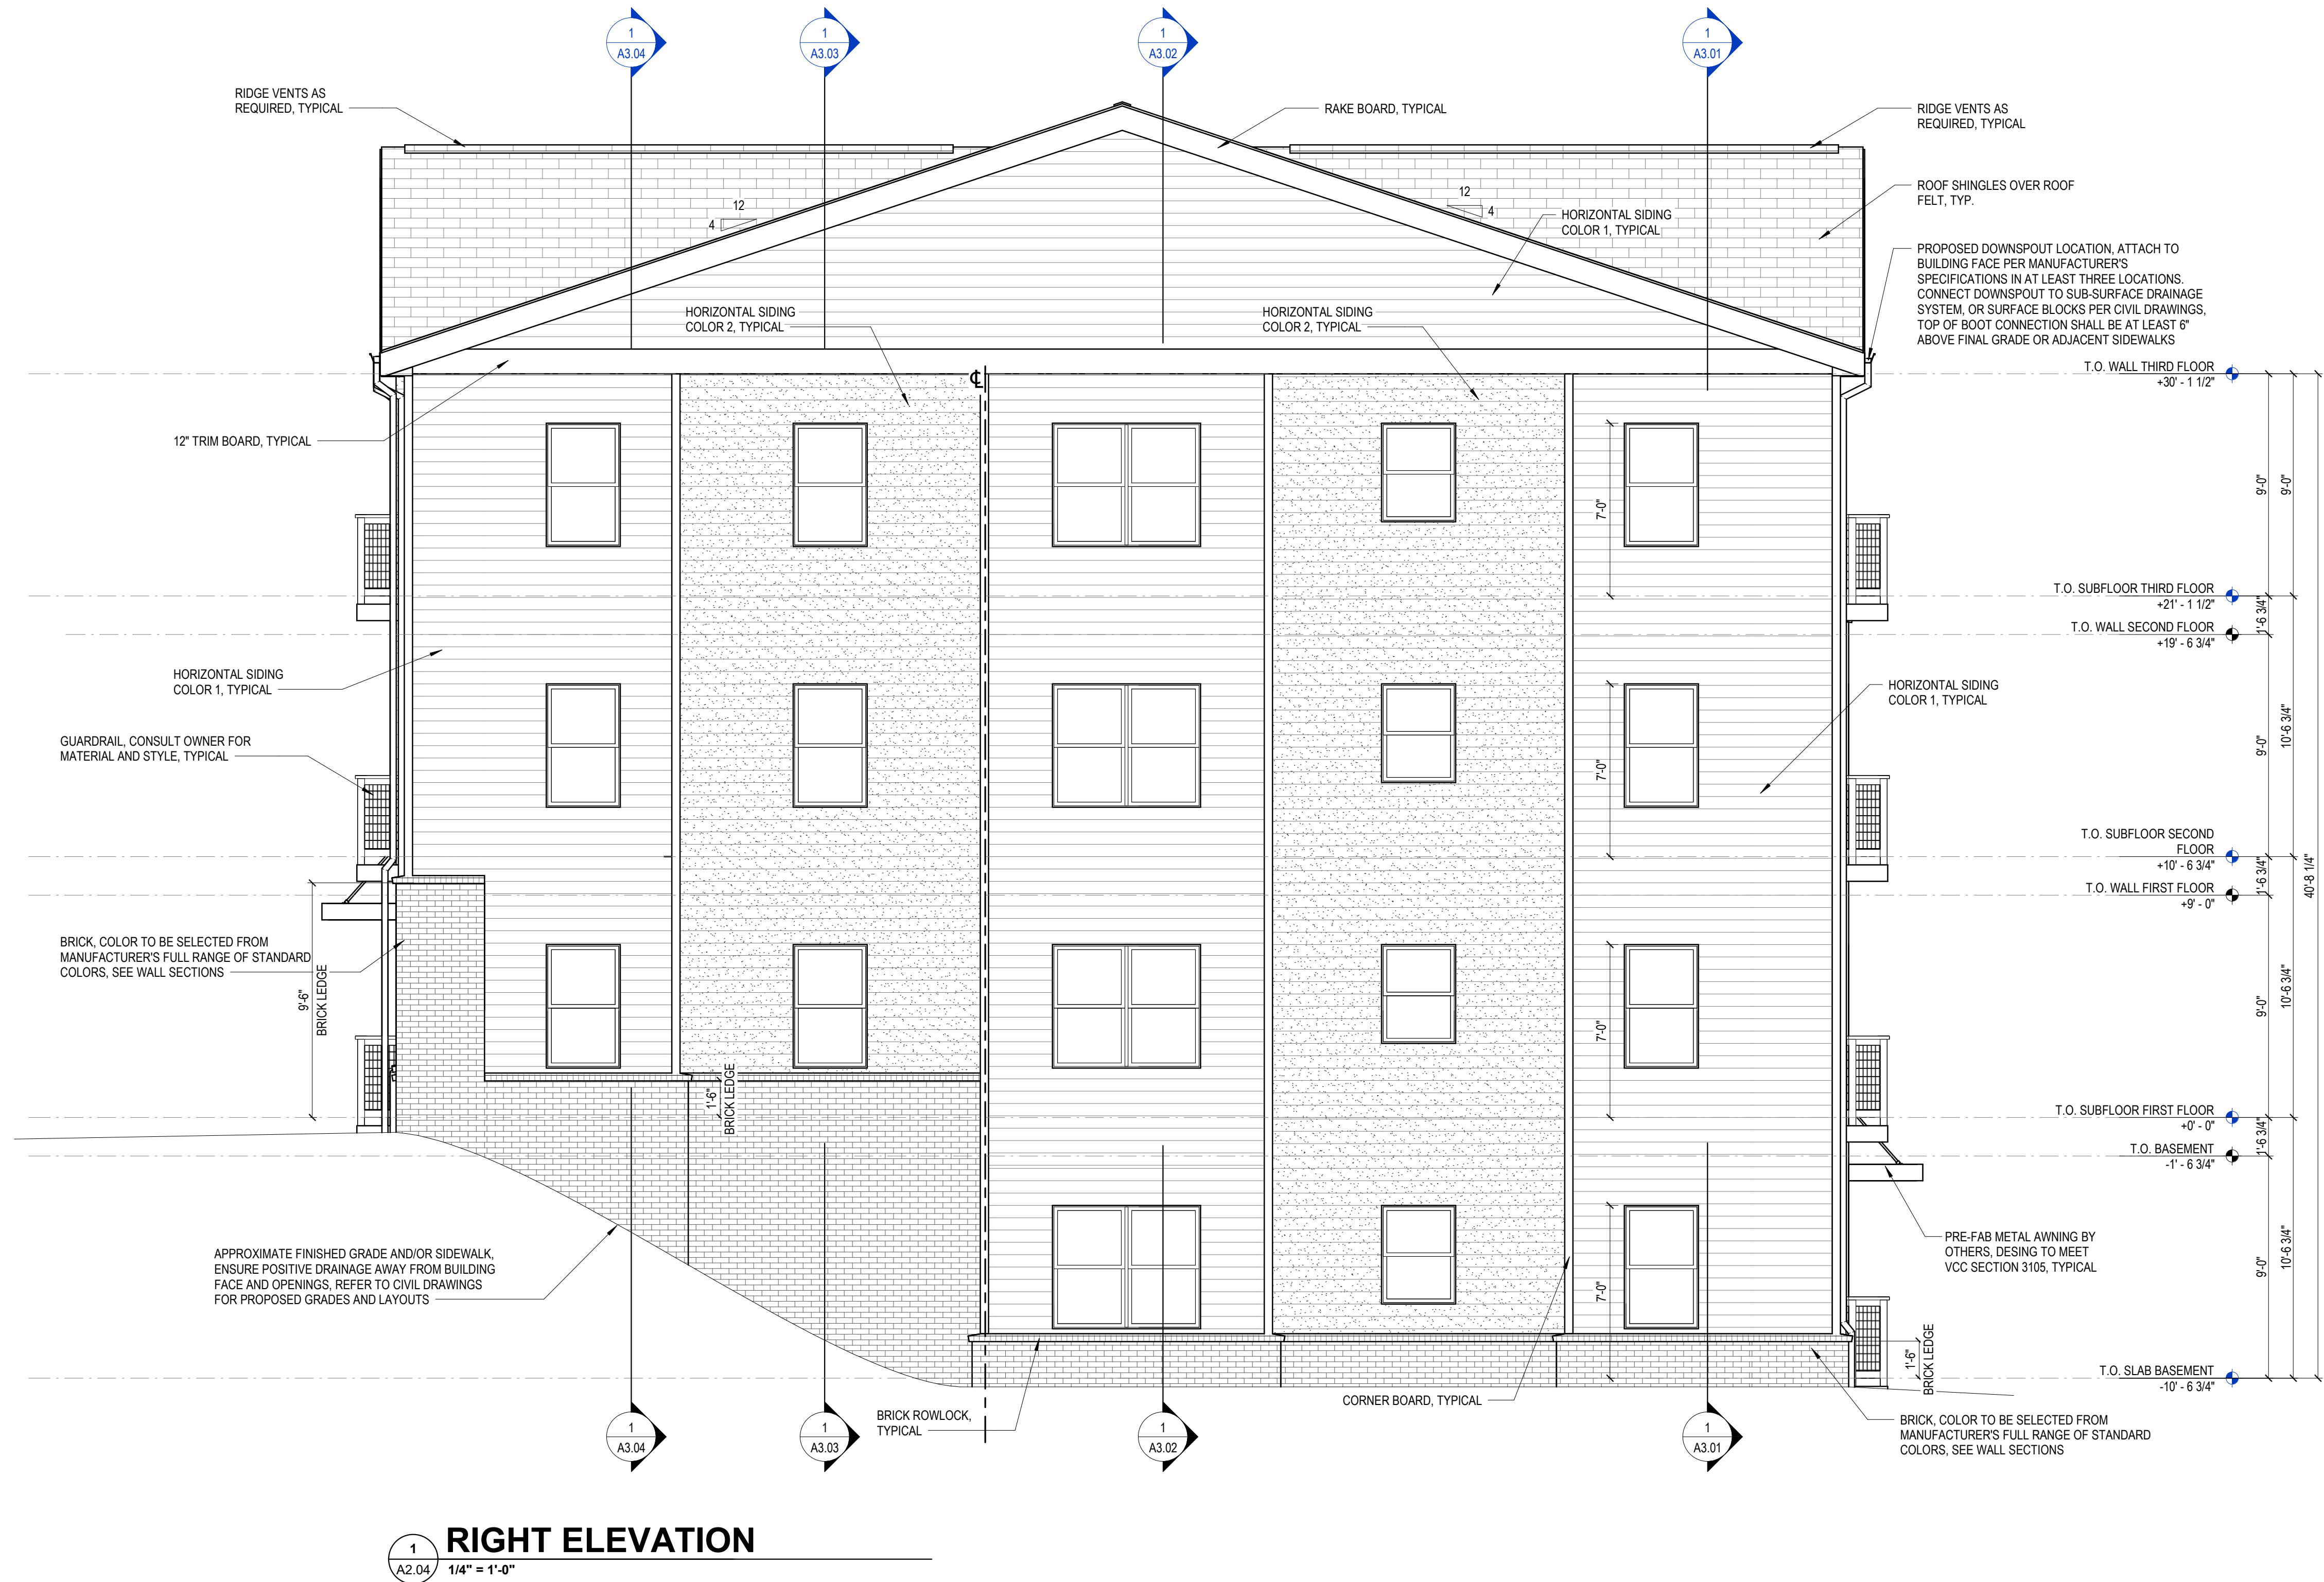 1
A3.04
1
A3.03
1
A3.02
1
A3.01
RIDGE VENTS AS
REQUIRED, TYPICAL
RAKE BOARD, TYPICAL
RIDGE VENTS AS
REQUIRED, TYPICAL
ROOF SHINGLES OVER ROOF
FELT, TYP.
12
4
12
4
HORIZONTAL SIDING
COLOR 1, TYPICAL
PROPOSED DOWNSPOUT LOCATION, ATTACH TO
BUILDING FACE PER MANUFACTURER'S
SPECIFICATIONS IN AT LEAST THREE LOCATIONS.
CONNECT DOWNSPOUT TO SUB-SURFACE DRAINAGE
SYSTEM, OR SURFACE BLOCKS PER CIVIL DRAWINGS,
TOP OF BOOT CONNECTION SHALL BE AT LEAST 6"
ABOVE FINAL GRADE OR ADJACENT SIDEWALKS
HORIZONTAL SIDING
COLOR 2, TYPICAL
HORIZONTAL SIDING
COLOR 2, TYPICAL
T.O. WALL THIRD FLOOR
+30' - 1 1/2"
℄
12" TRIM BOARD, TYPICAL
7'-0"
9'-0"
9'-0"
T.O. SUBFLOOR THIRD FLOOR
+21' - 1 1/2"
1'-6 3/4"
T.O. WALL SECOND FLOOR
+19' - 6 3/4"
HORIZONTAL SIDING
COLOR 1, TYPICAL
HORIZONTAL SIDING
COLOR 1, TYPICAL
GUARDRAIL, CONSULT OWNER FOR
MATERIAL AND STYLE, TYPICAL
7'-0"
9'-0"
10'-6 3/4"
T.O. SUBFLOOR SECOND
FLOOR
+10' - 6 3/4"
1'-6 3/4"
40'-8 1/4"
T.O. WALL FIRST FLOOR
+9' - 0"
BRICK, COLOR TO BE SELECTED FROM
MANUFACTURER'S FULL RANGE OF STANDARD
COLORS, SEE WALL SECTIONS
9'-6"
BRICK LEDGE
7'-0"
9'-0"
10'-6 3/4"
1'-6"
BRICK LEDGE
T.O. SUBFLOOR FIRST FLOOR
+0' - 0"
1'-6 3/4"
T.O. BASEMENT
-1' - 6 3/4"
APPROXIMATE FINISHED GRADE AND/OR SIDEWALK,
ENSURE POSITIVE DRAINAGE AWAY FROM BUILDING
FACE AND OPENINGS, REFER TO CIVIL DRAWINGS
FOR PROPOSED GRADES AND LAYOUTS
PRE-FAB METAL AWNING BY
OTHERS, DESING TO MEET
VCC SECTION 3105, TYPICAL
7'-0"
9'-0"
10'-6 3/4"
1'-6"
BRICK LEDGE
T.O. SLAB BASEMENT
-10' - 6 3/4"
CORNER BOARD, TYPICAL
BRICK ROWLOCK,
TYPICAL
BRICK, COLOR TO BE SELECTED FROM
MANUFACTURER'S FULL RANGE OF STANDARD
COLORS, SEE WALL SECTIONS
1
A3.04
1
A3.03
1
A3.02
1
A3.01
1
A2.04
RIGHT ELEVATION
1/4" = 1'-0"